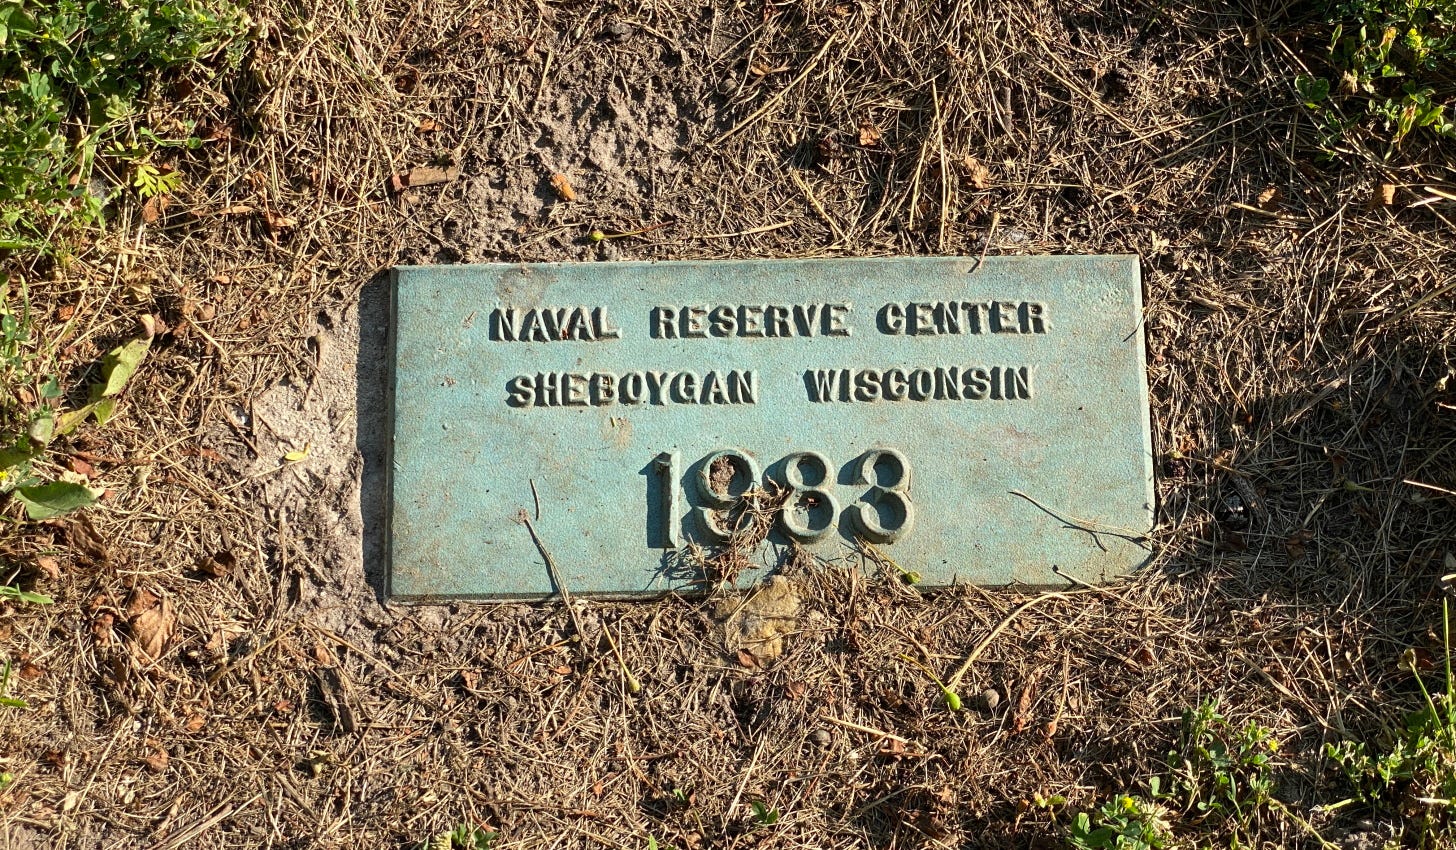 NAVAL RESERVE CENTER
SHEBOYGAN WISCONSIN
1983